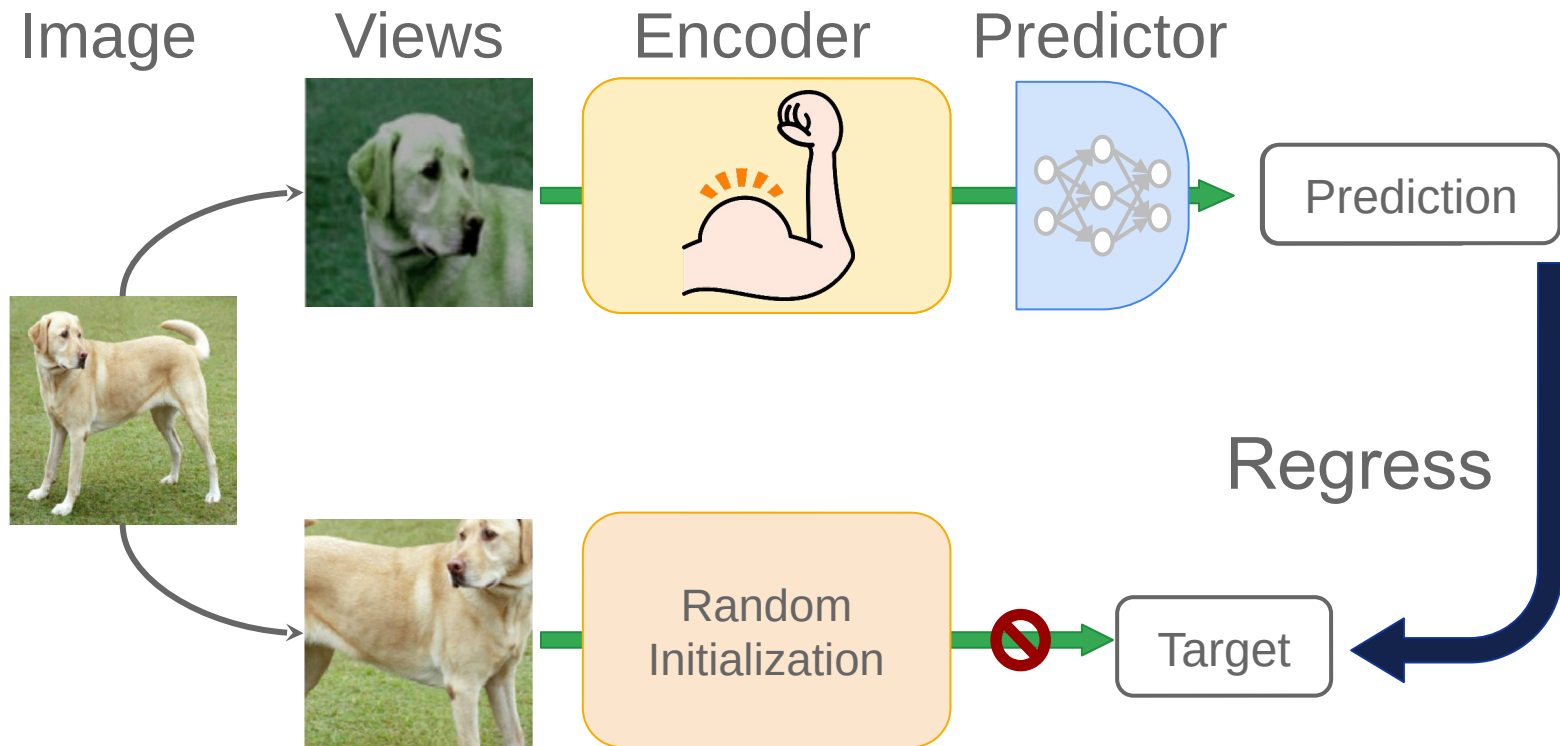 Image
Views
Encoder
Predictor
Prediction
Regress
Random
Initialization
Target